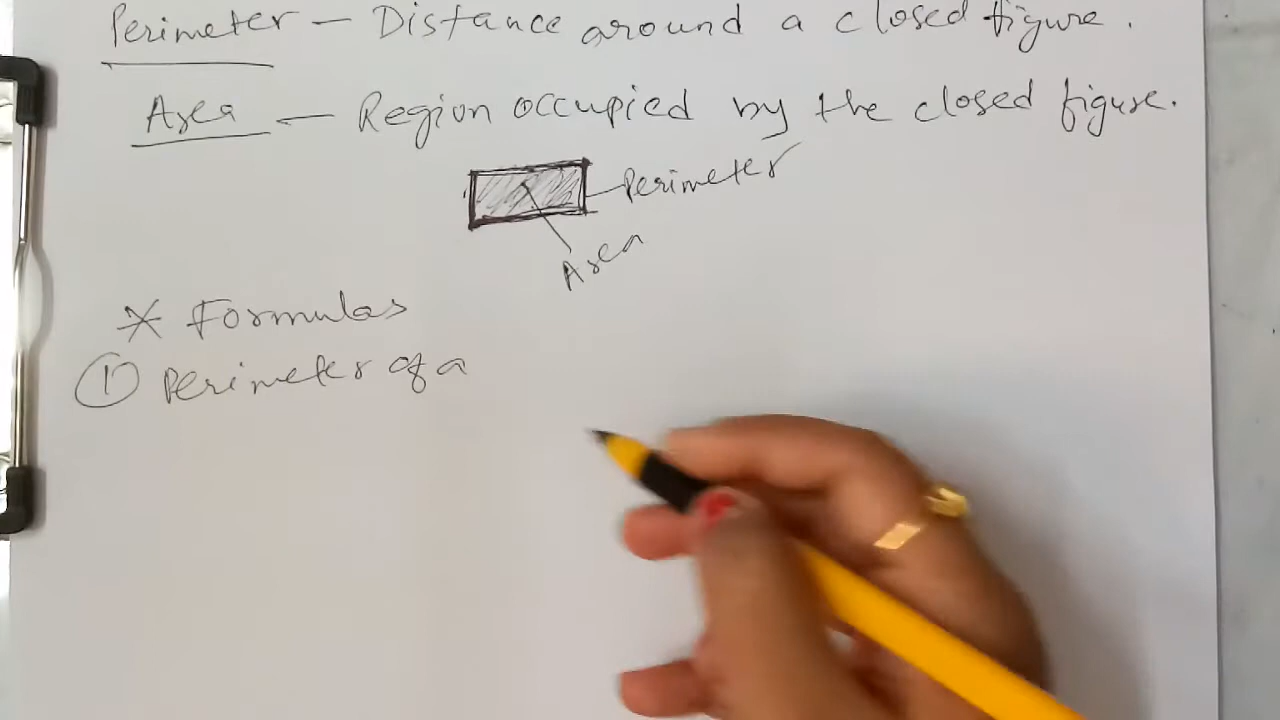 Perimeter - Distance around a closed figure.
Area - Region occupied by the closed figure.
Perimeter
Area
* Formulas
① Perimeter of a